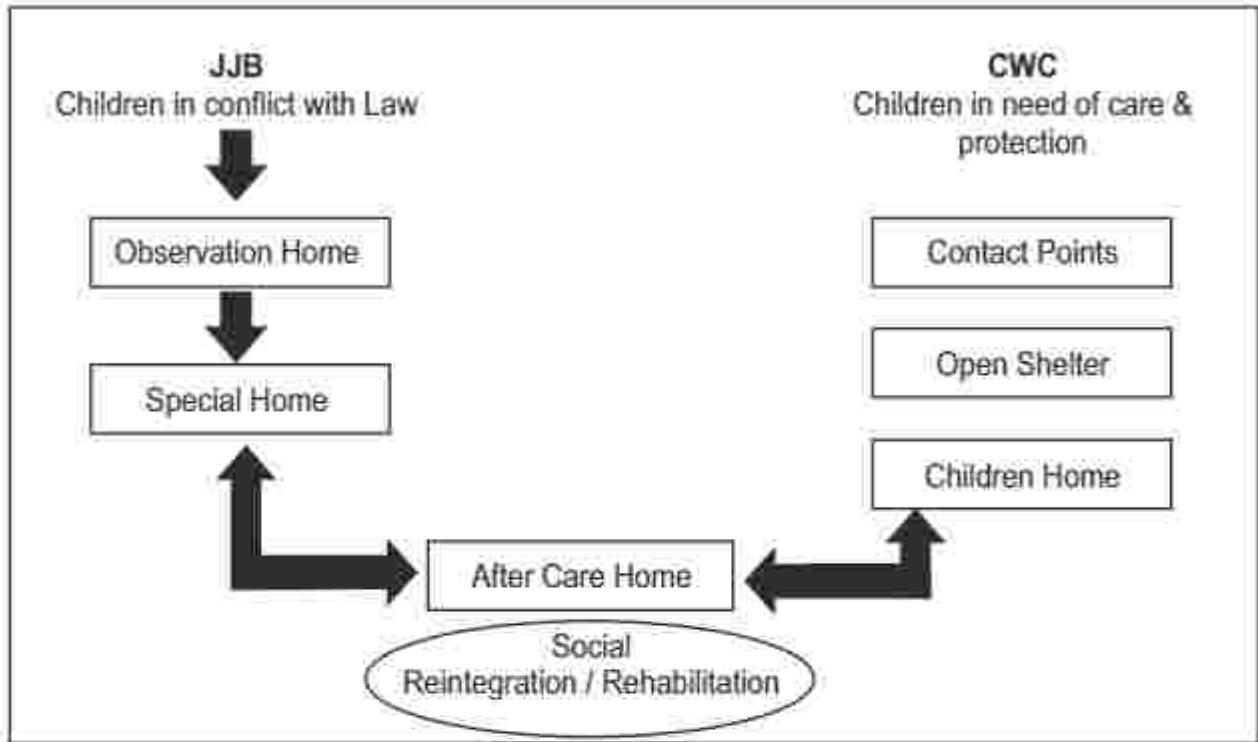 JJB
Children in conflict with Law
Observation Home
Special Home
CWC
Children in need of care &
protection
Contact Points
Open Shelter
Children Home
After Care Home
Social
Reintegration / Rehabilitation